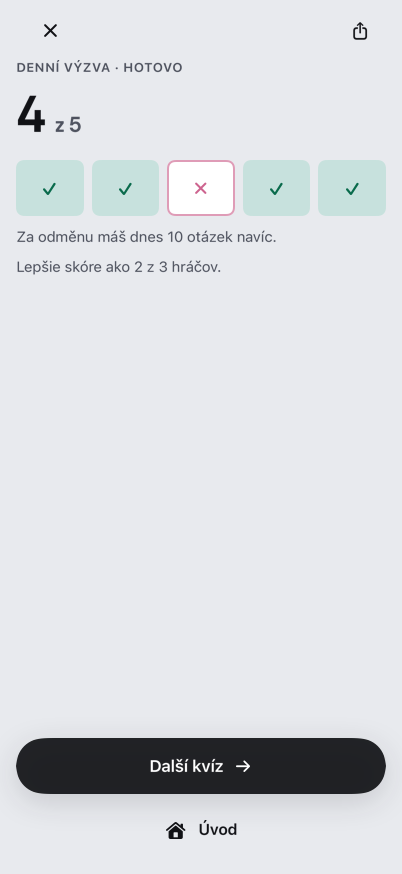 DENNÍ VÝZVA · HOTOVO
4 z 5
Za odměnu máš dnes 10 otázek navíc.
Lepšie skóre ako 2 z 3 hráčov.
Další kvíz
Úvod